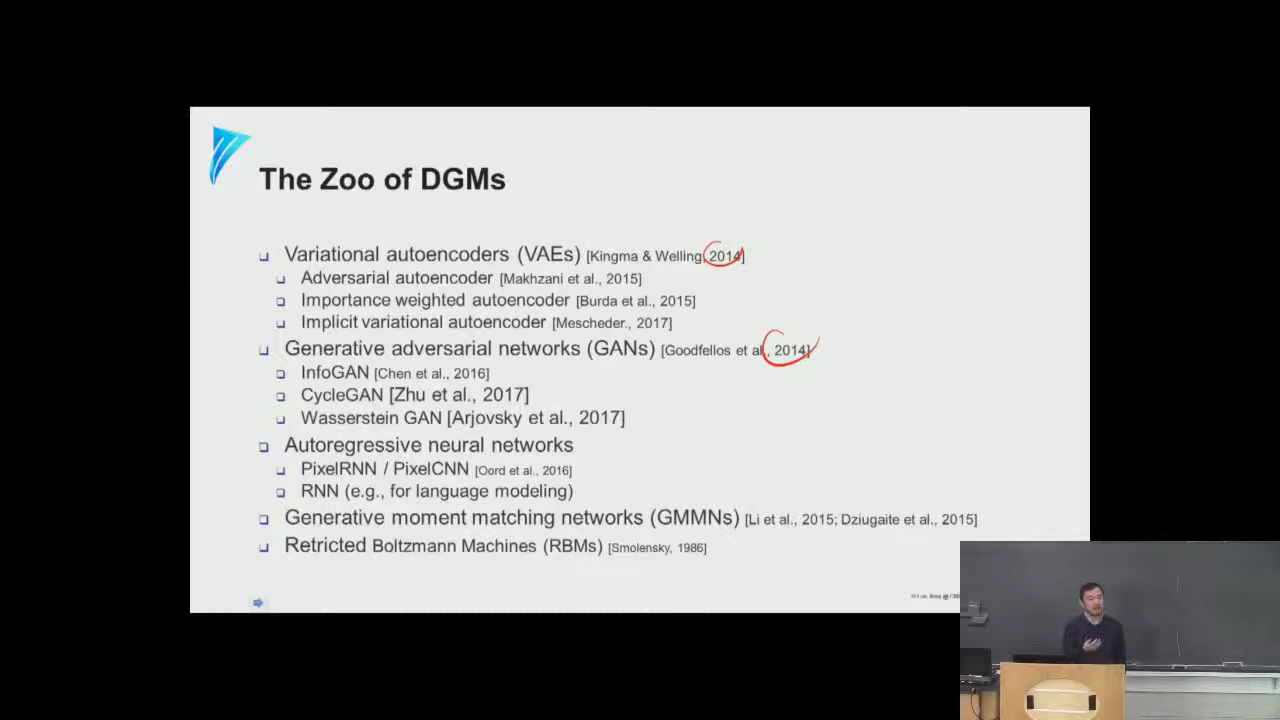 The Zoo of DGMs
Variational autoencoders (VAEs) [Kingma & Welling, 2014]
Adversarial autoencoder [Makhzani et al., 2015]
Importance weighted autoencoder [Burda et al., 2015]
Implicit variational autoencoder [Mescheder., 2017]
Generative adversarial networks (GANs) [Goodfellos et al., 2014]
InfoGAN [Chen et al., 2016]
CycleGAN [Zhu et al., 2017]
Wasserstein GAN [Arjovsky et al., 2017]
Autoregressive neural networks
PixelRNN / PixelCNN [Oord et al., 2016]
RNN (e.g., for language modeling)
Generative moment matching networks (GMMNs) [Li et al., 2015; Dziugaite et al., 2015]
Retricted Boltzmann Machines (RBMs) [Smolensky, 1986]